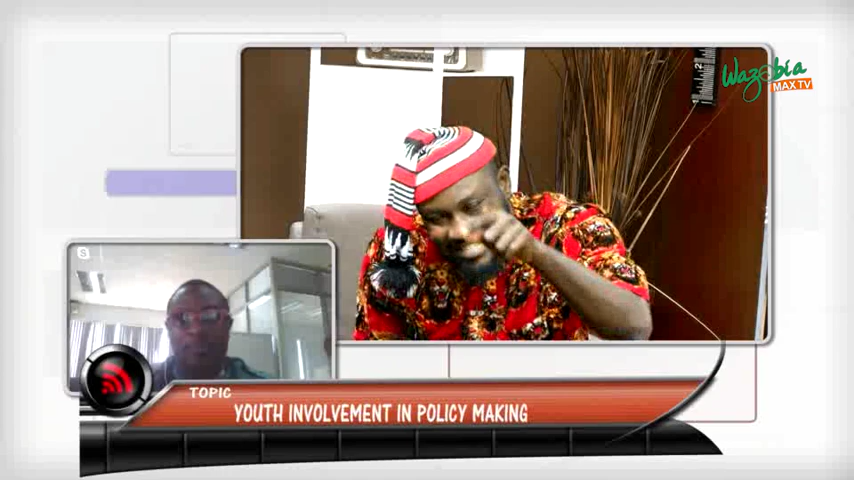 Wazobia
MAX TV
S
TOPIC
YOUTH INVOLVEMENT IN POLICY MAKING